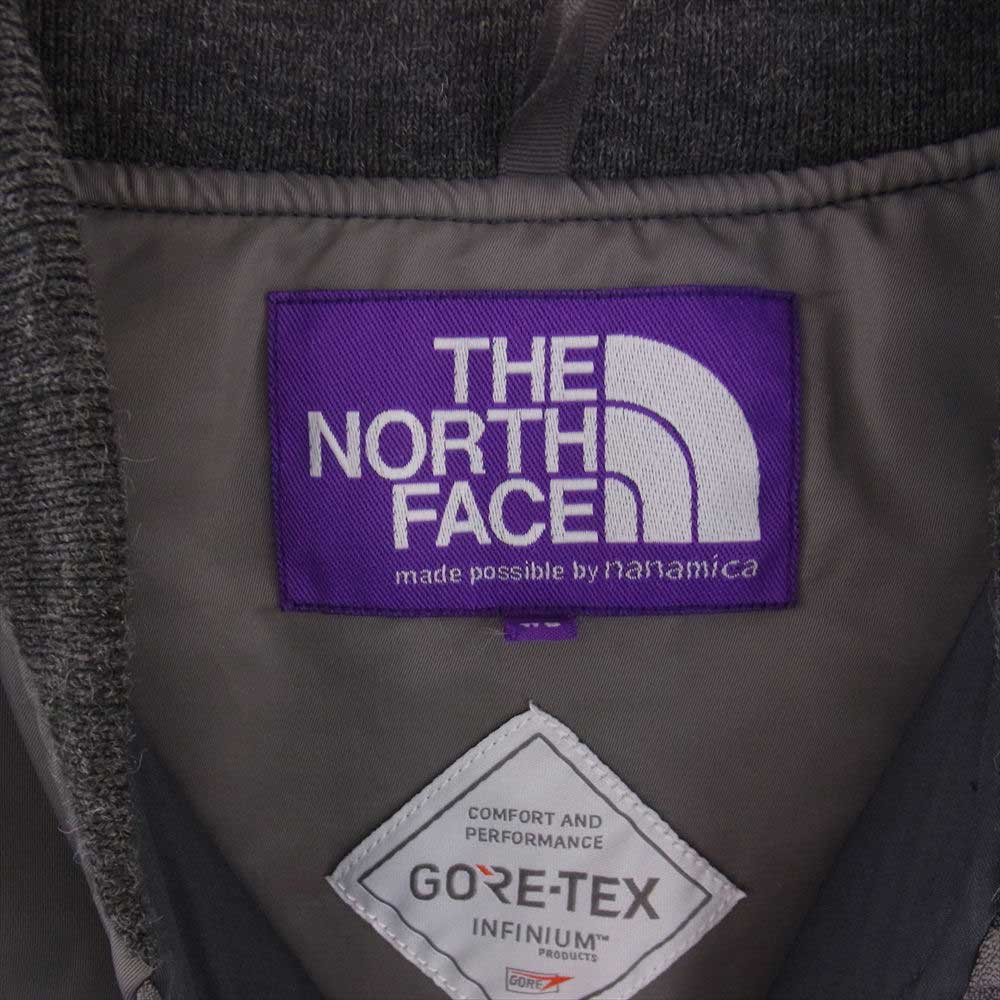 THE
NORTH
FACE
made possible by nanamica
COMFORT AND
PERFORMANCE
GORE-TEX
INFINIUM™
PRODUCTS
GORE